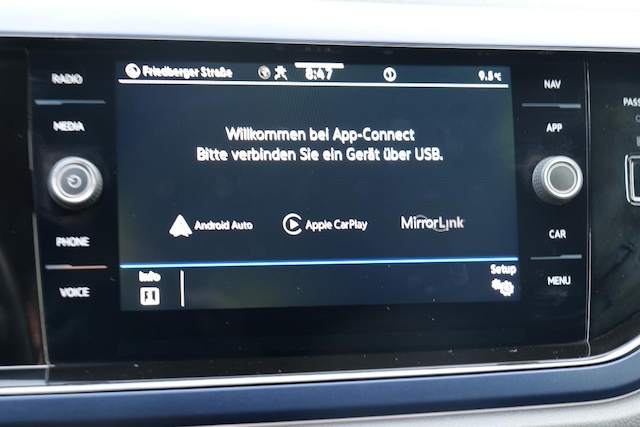 RADIO
MEDIA
PHONE
VOICE
Friedberger Straße
8:47
9.5°C
Willkommen bei App-Connect
Bitte verbinden Sie ein Gerät über USB.
Android Auto
Apple CarPlay
MirrorLink
Info
Setup
NAV
APP
CAR
MENU
PASS